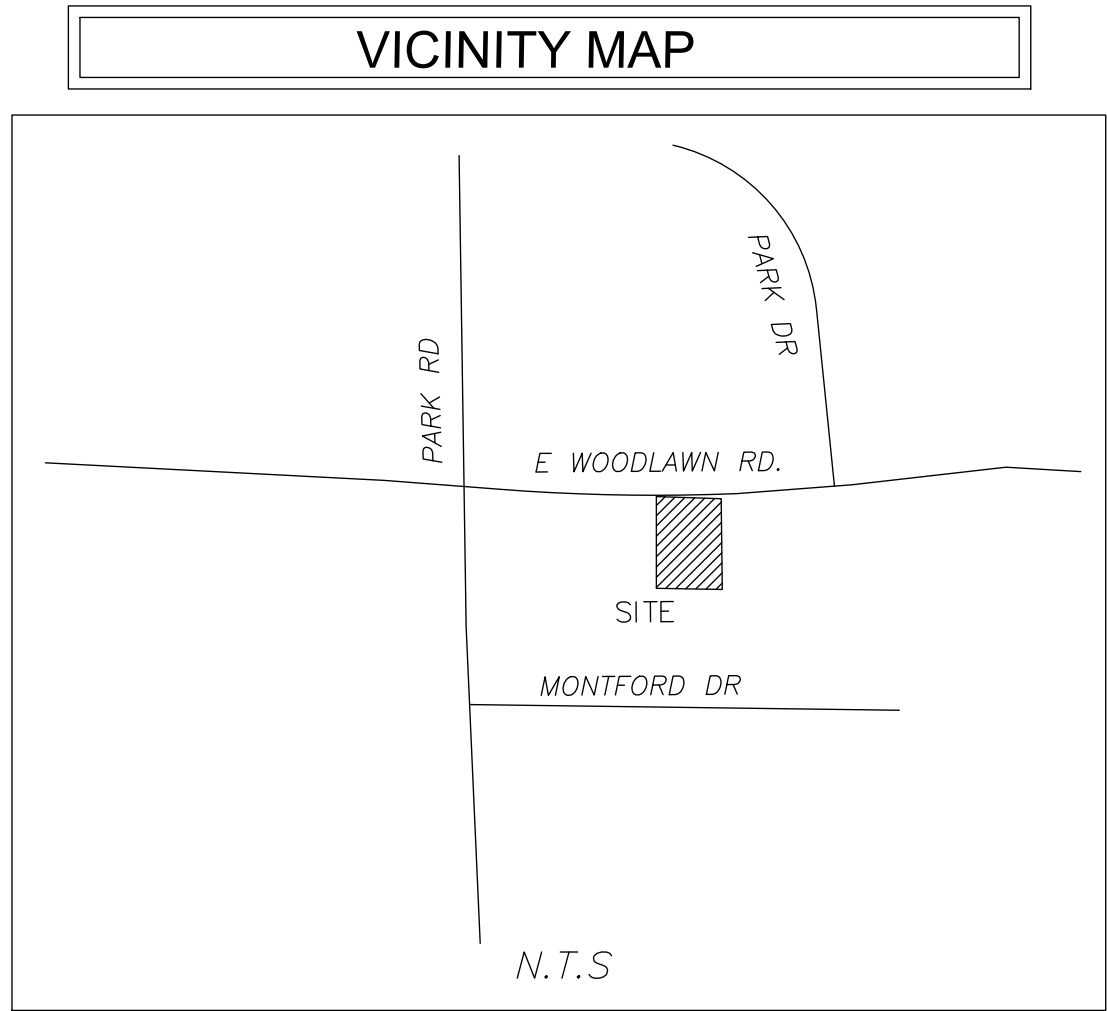 VICINITY MAP
PARK DR
PARK RD
E WOODLAWN RD.
SITE
MONTFORD DR
N.T.S